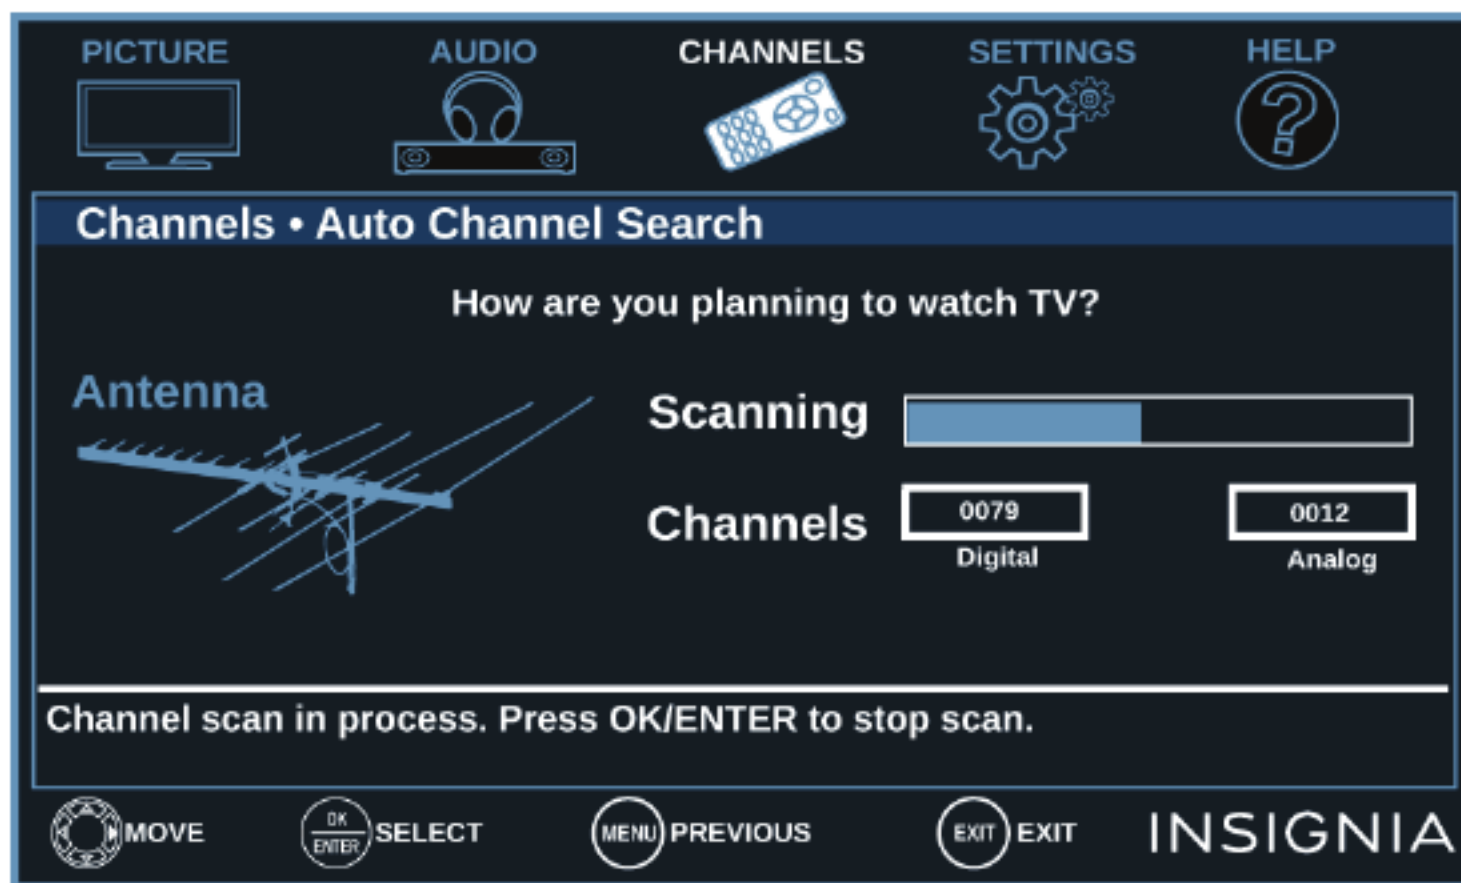 PICTURE AUDIO CHANNELS SETTINGS HELP
Channels • Auto Channel Search
How are you planning to watch TV?
Antenna
Scanning
Channels 0079 0012
Digital Analog
Channel scan in process. Press OK/ENTER to stop scan.
MOVE OK ENTER SELECT MENU PREVIOUS EXIT EXIT INSIGNIA